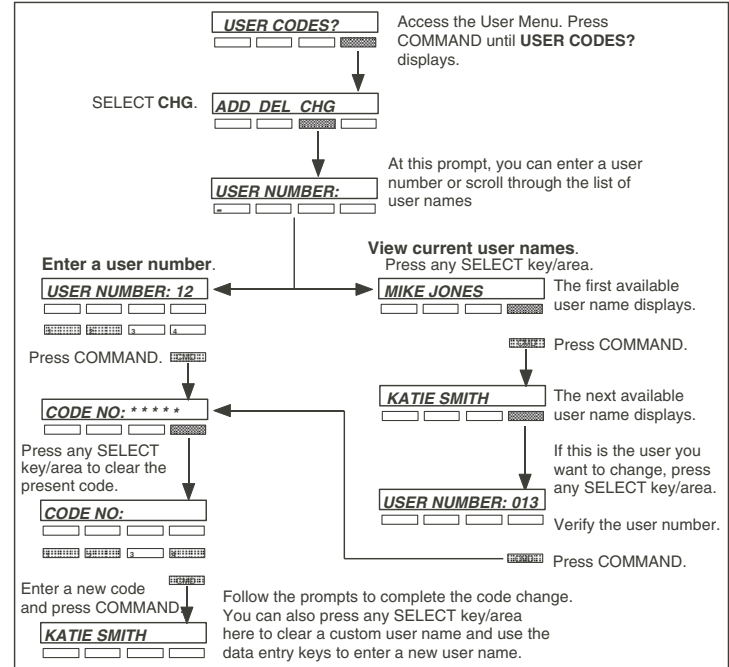 USER CODES?
Access the User Menu. Press
COMMAND until USER CODES?
displays.
SELECT CHG.
ADD DEL CHG
At this prompt, you can enter a user
number or scroll through the list of
user names
USER NUMBER:
-
Enter a user number.
USER NUMBER: 12
1 2 3 4
Press COMMAND. CMD
CODE NO: * * * * *
Press any SELECT
key/area to clear the
present code.
CODE NO:
3
Enter a new code
and press COMMAND
CMD
KATIE SMITH
View current user names.
Press any SELECT key/area.
MIKE JONES
The first available
user name displays.
CMD Press COMMAND.
KATIE SMITH
The next available
user name displays.
If this is the user you
want to change, press
any SELECT key/area.
USER NUMBER: 013
Verify the user number.
CMD Press COMMAND.
Follow the prompts to complete the code change.
You can also press any SELECT key/area
here to clear a custom user name and use the
data entry keys to enter a new user name.